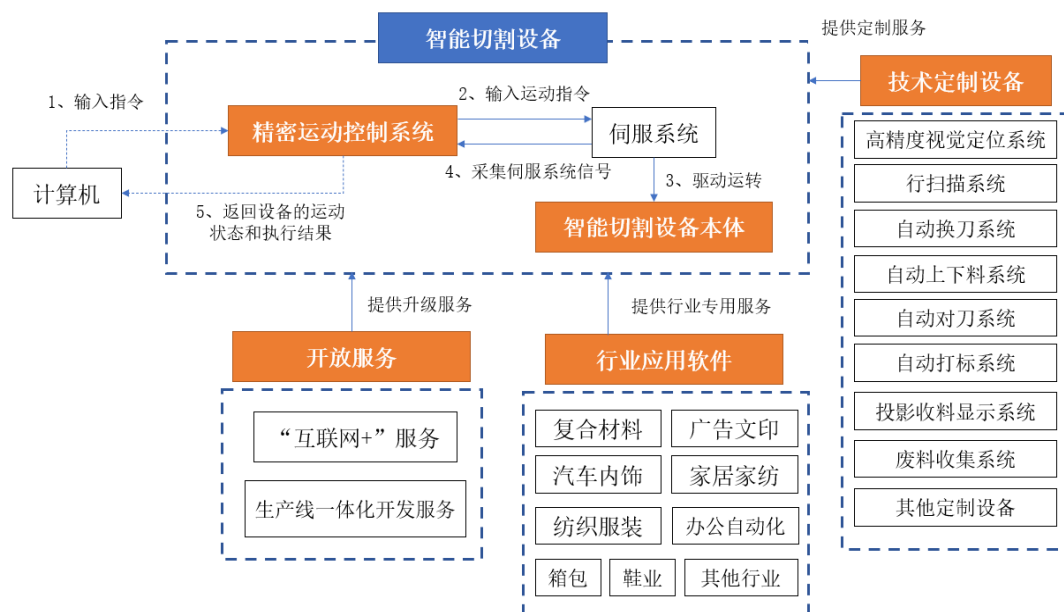 智能切割设备
提供定制服务
技术定制设备
1、输入指令
2、输入运动指令
精密运动控制系统
伺服系统
4、采集伺服系统信号
3、驱动运转
计算机
5、返回设备的运动
状态和执行结果
智能切割设备本体
提供升级服务
提供行业专用服务
开放服务
行业应用软件
“互联网+”服务
生产线一体化开发服务
复合材料
广告文印
汽车内饰
家居家纺
纺织服装
办公自动化
箱包
鞋业
其他行业
高精度视觉定位系统
行扫描系统
自动换刀系统
自动上下料系统
自动对刀系统
自动打标系统
投影收料显示系统
废料收集系统
其他定制设备